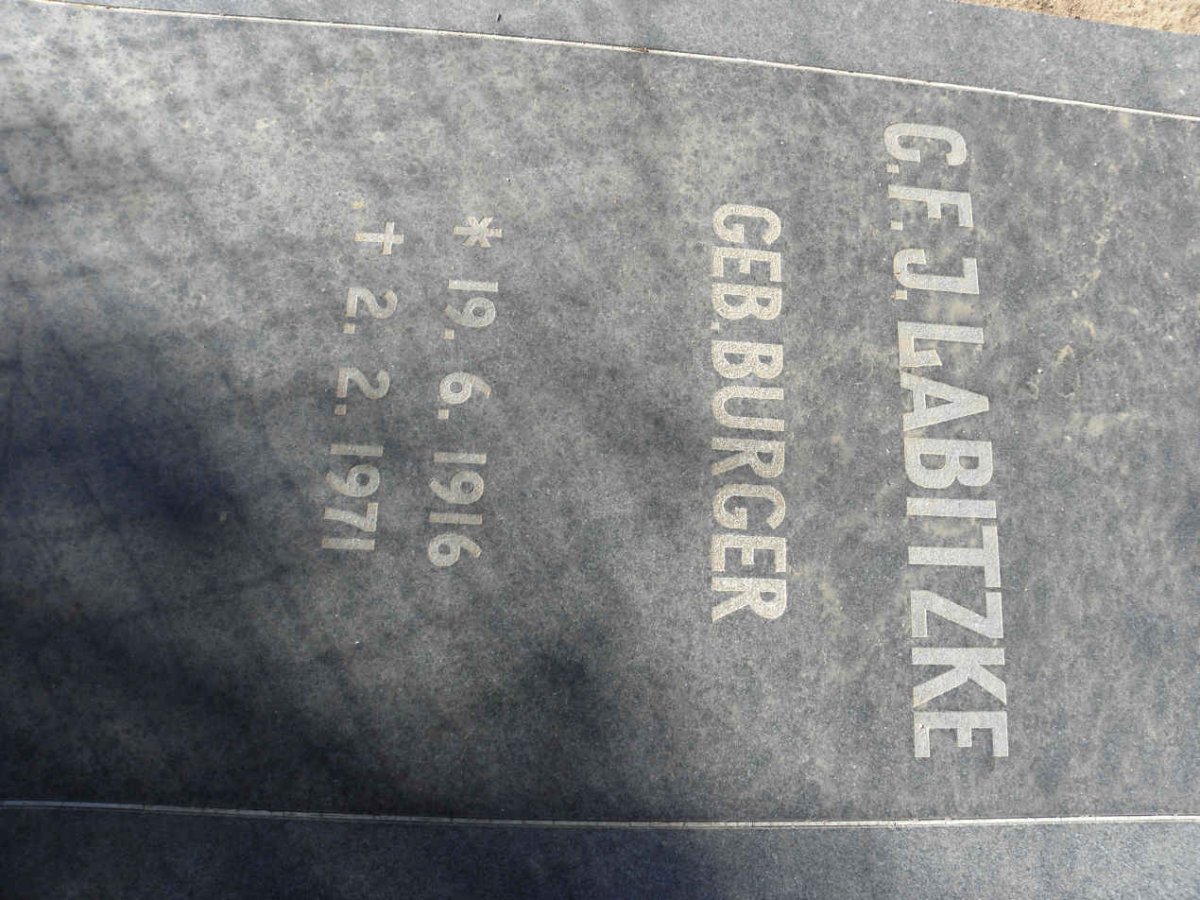 C.F.J. LABITZKE
GEB. BURGER
* 19. 6. 1916
† 2. 2. 1971